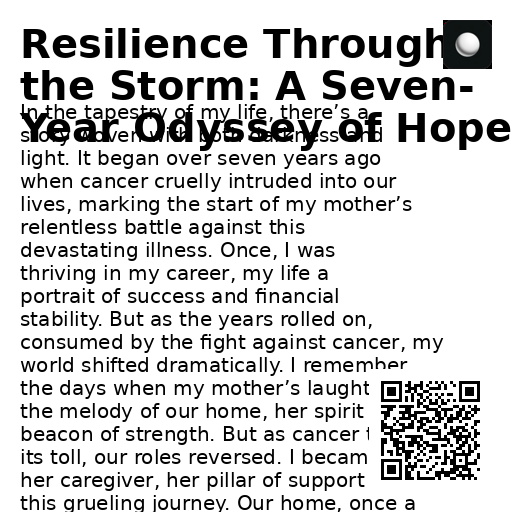 Resilience Through
the Storm: A Seven-
Year Odyssey of Hope
In the tapestry of my life, there’s a
story woven with both darkness and
light. It began over seven years ago
when cancer cruelly intruded into our
lives, marking the start of my mother’s
relentless battle against this
devastating illness. Once, I was
thriving in my career, my life a
portrait of success and financial
stability. But as the years rolled on,
consumed by the fight against cancer, my
world shifted dramatically. I remember
the days when my mother’s laught
the melody of our home, her spirit
beacon of strength. But as cancer
its toll, our roles reversed. I becam
her caregiver, her pillar of support
this grueling journey. Our home, once a